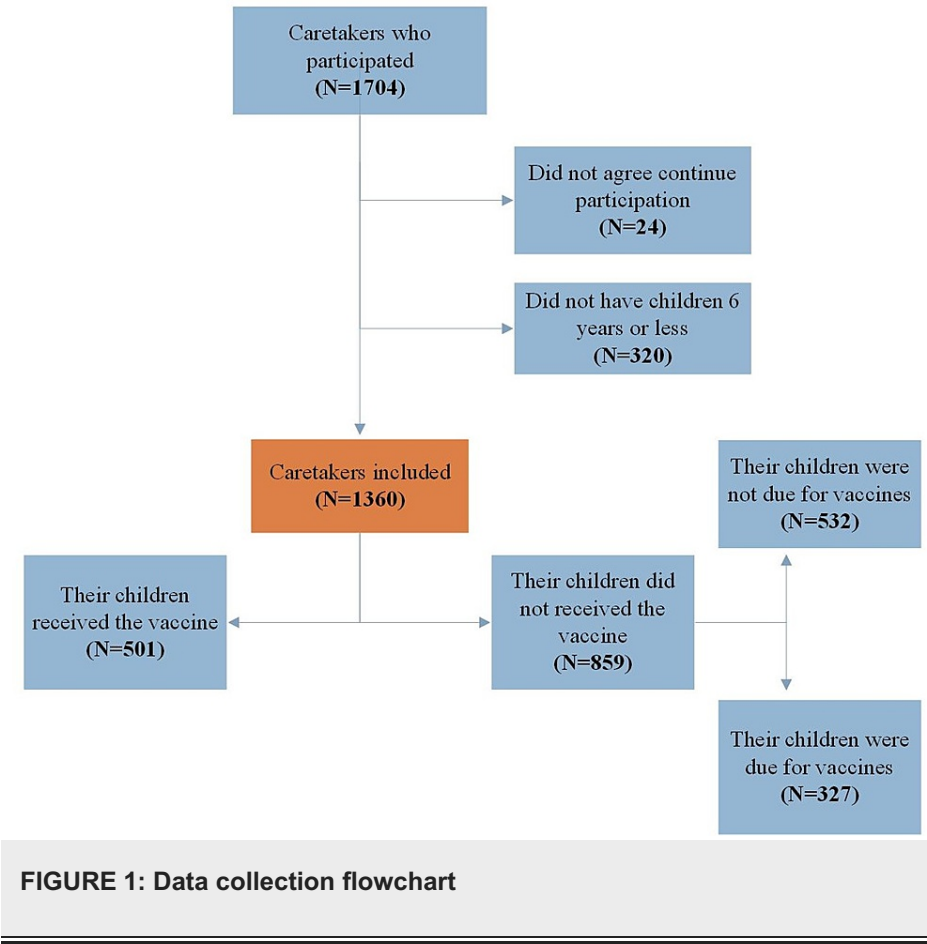 Caretakers who
participated
(N=1704)
Did not agree continue
participation
(N=24)
Did not have children 6
years or less
(N=320)
Caretakers included
(N=1360)
Their children were
not due for vaccines
(N=532)
Their children
received the vaccine
(N=501)
Their children did
not received the
vaccine
(N=859)
Their children were
due for vaccines
(N=327)
FIGURE 1: Data collection flowchart